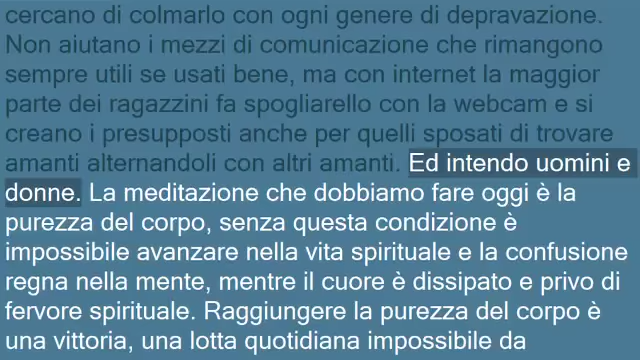 cercano di colmarlo con ogni genere di depravazione.
Non aiutano i mezzi di comunicazione che rimangono
sempre utili se usati bene, ma con internet la maggior
parte dei ragazzini fa spogliarello con la webcam e si
creano i presupposti anche per quelli sposati di trovare
amanti alternandoli con altri amanti. Ed intendo uomini e
donne. La meditazione che dobbiamo fare oggi è la
purezza del corpo, senza questa condizione è
impossibile avanzare nella vita spirituale e la confusione
regna nella mente, mentre il cuore è dissipato e privo di
fervore spirituale. Raggiungere la purezza del corpo è
una vittoria, una lotta quotidiana impossibile da